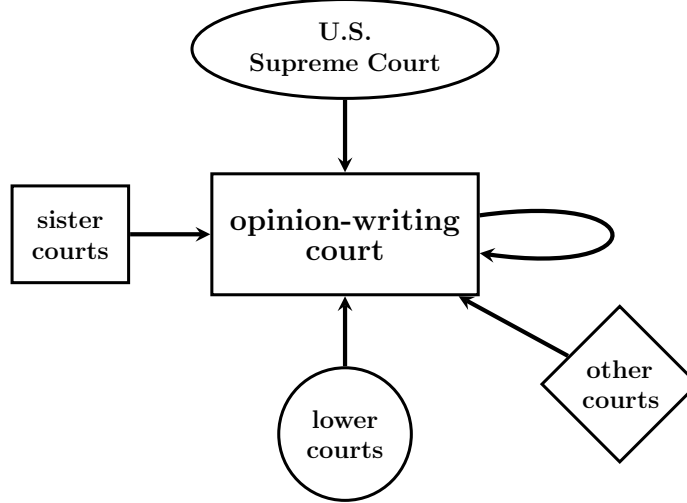 U.S.
Supreme Court
sister
courts
opinion-writing
court
other
courts
lower
courts